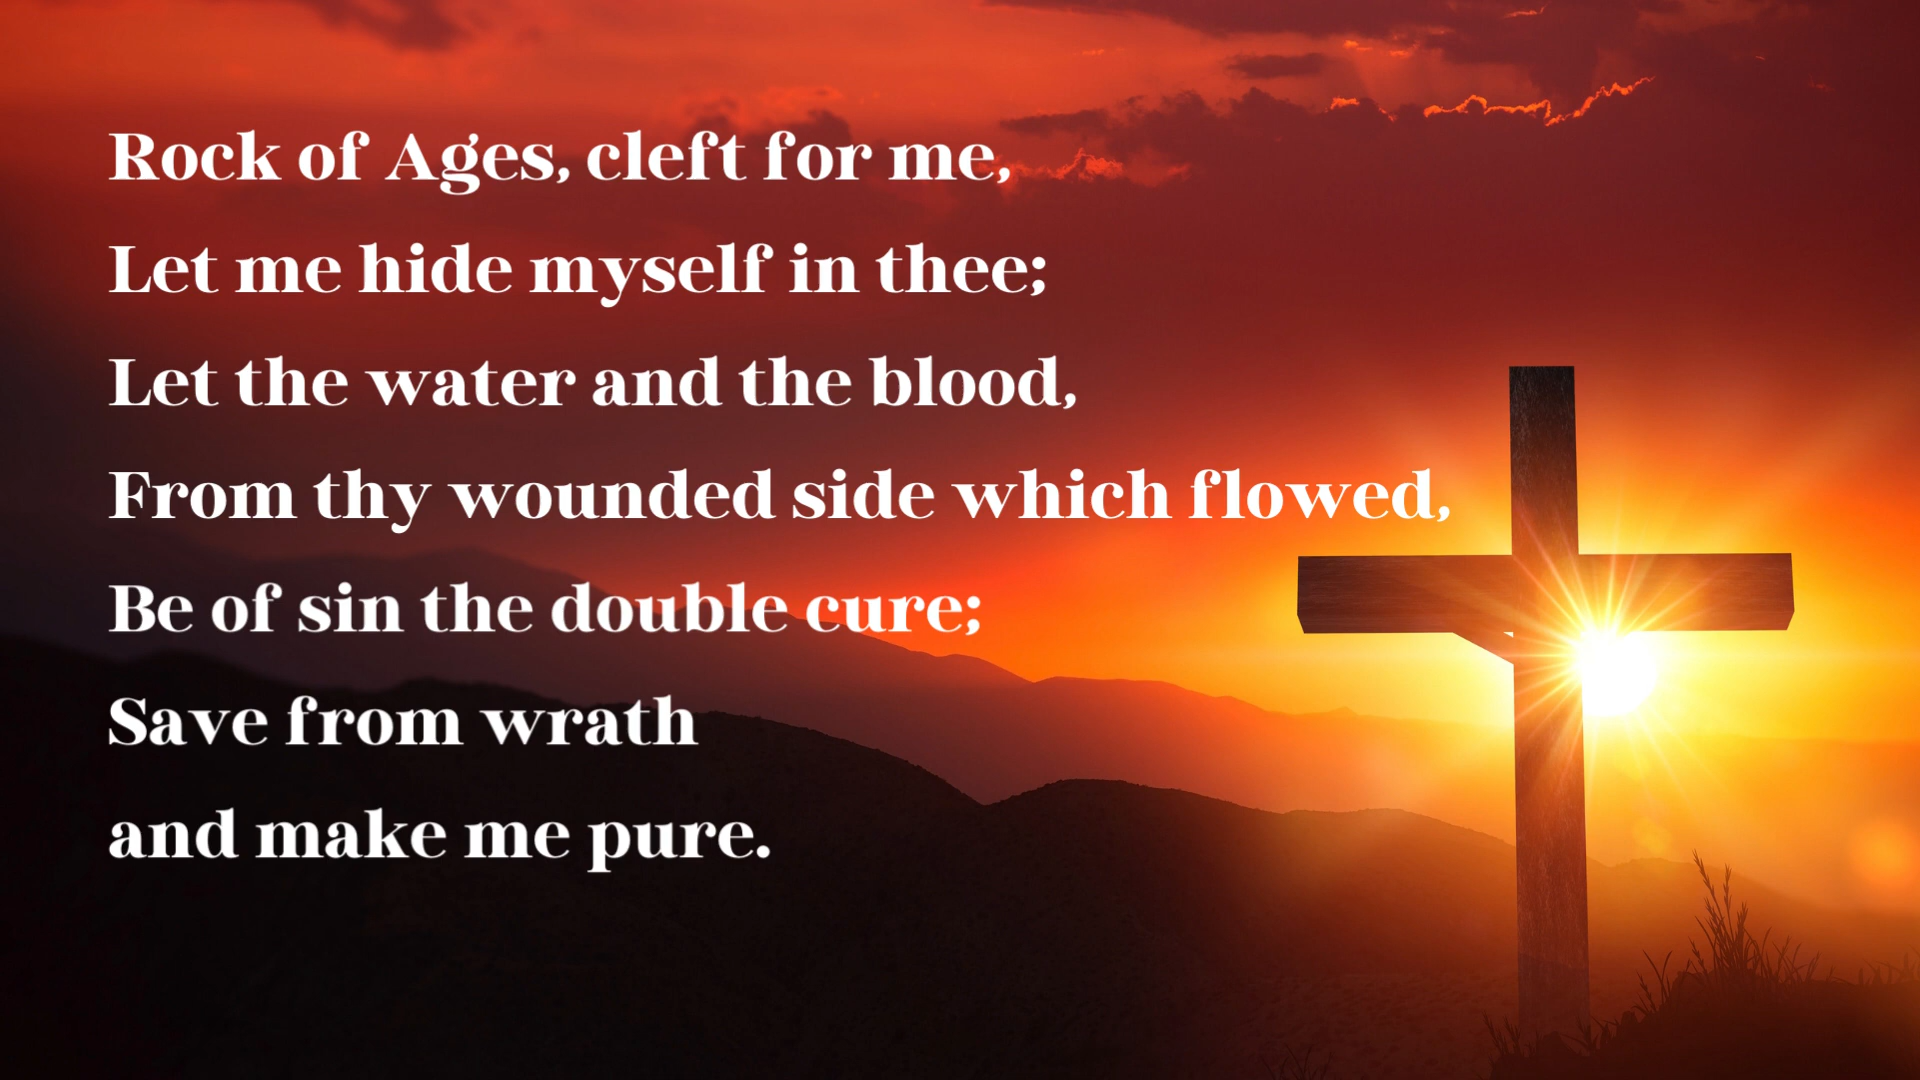 Rock of Ages, cleft for me,
Let me hide myself in thee;
Let the water and the blood,
From thy wounded side which flowed,
Be of sin the double cure;
Save from wrath
and make me pure.